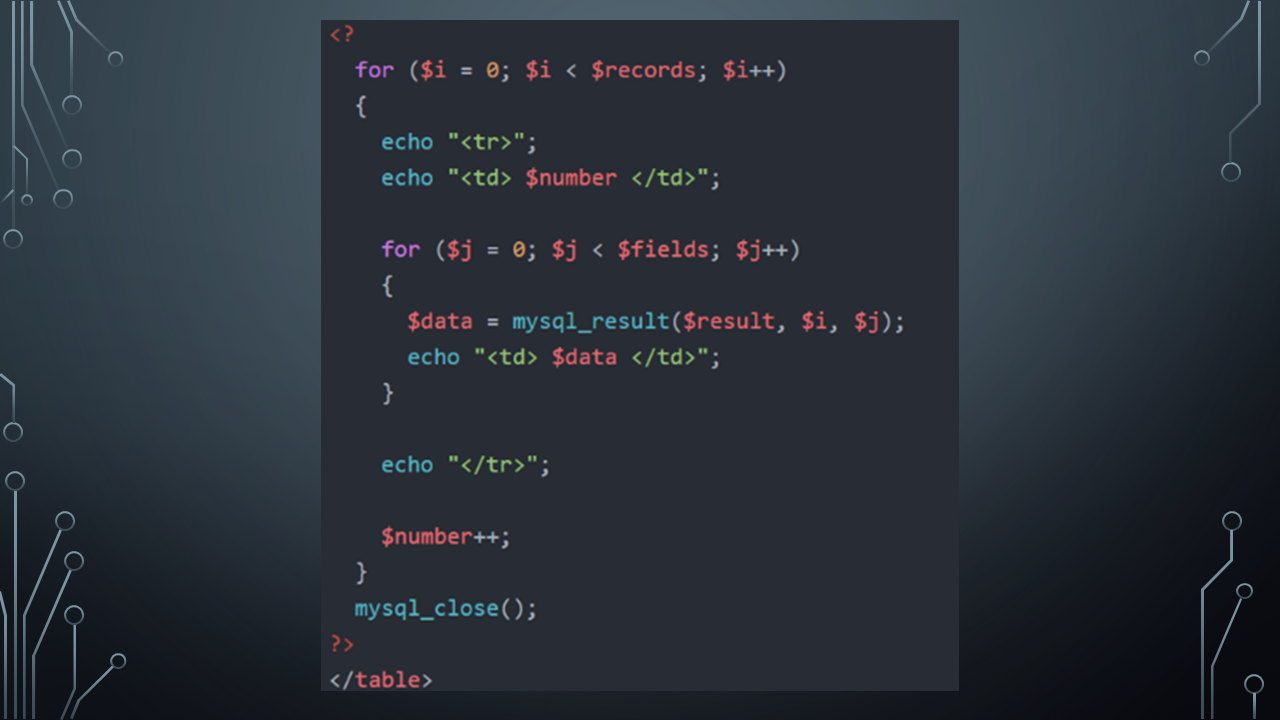 <?
for ($i = 0; $i < $records; $i++)
{
echo "<tr>";
echo "<td> $number </td>";
for ($j = 0; $j < $fields; $j++)
{
$data = mysql_result($result, $i, $j);
echo "<td> $data </td>";
}
echo "</tr>";
$number++;
}
mysql_close();
?>
</table>